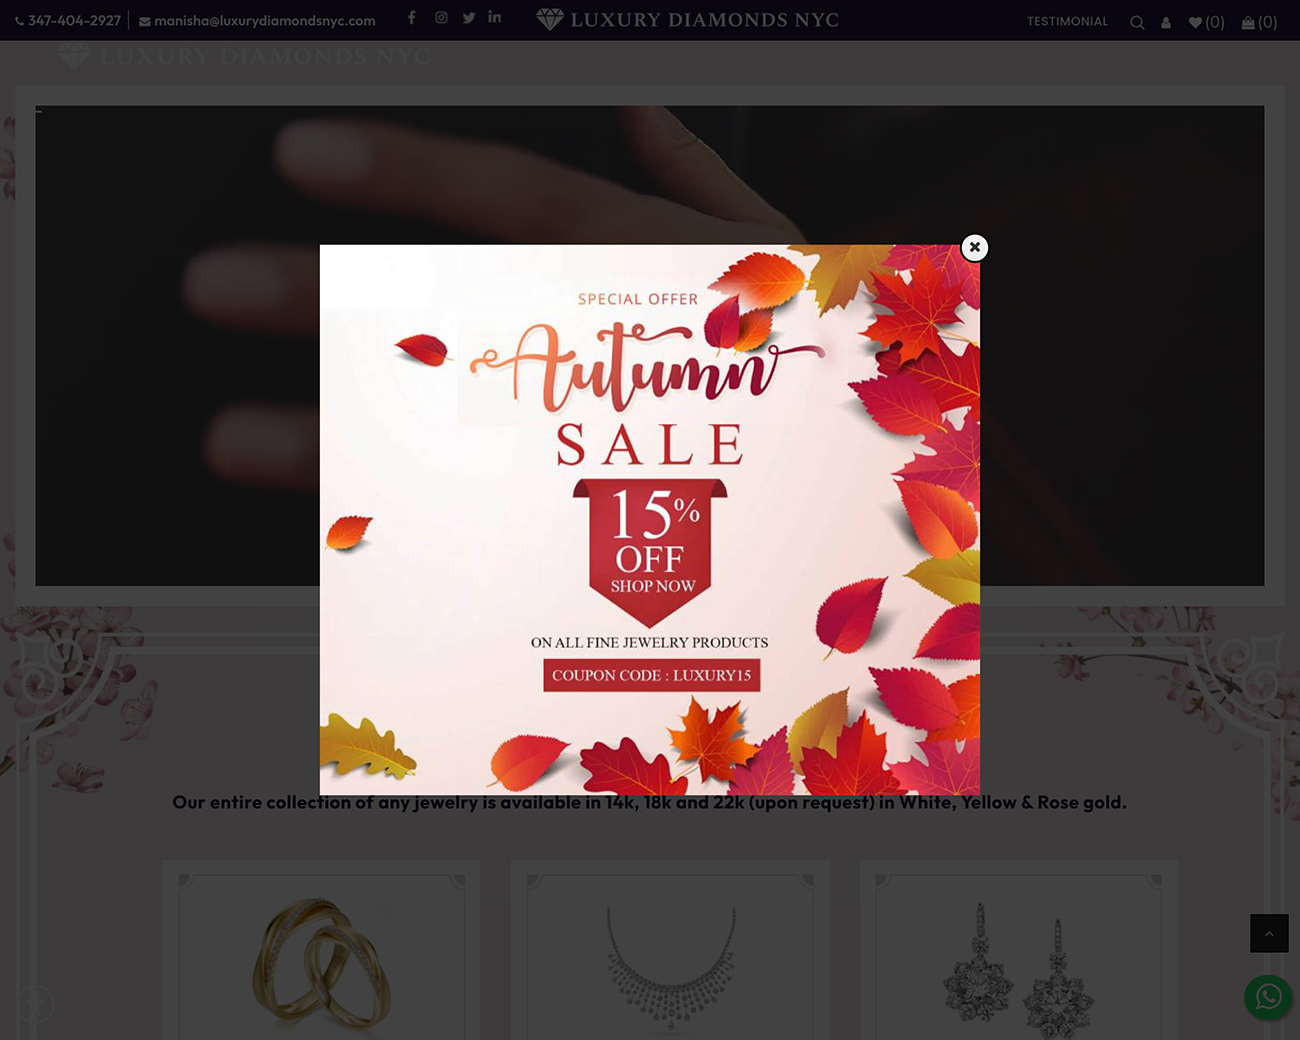 347-404-2927
manisha@luxurydiamondsnyc.com
LUXURY DIAMONDS NYC
TESTIMONIAL
(0)
(0)
LUXURY DIAMONDS NYC
SPECIAL OFFER
Autumn
SALE
15%
OFF
SHOP NOW
ON ALL FINE JEWELRY PRODUCTS
COUPON CODE : LUXURY15
Our entire collection of any jewelry is available in 14k, 18k and 22k (upon request) in White, Yellow & Rose gold.